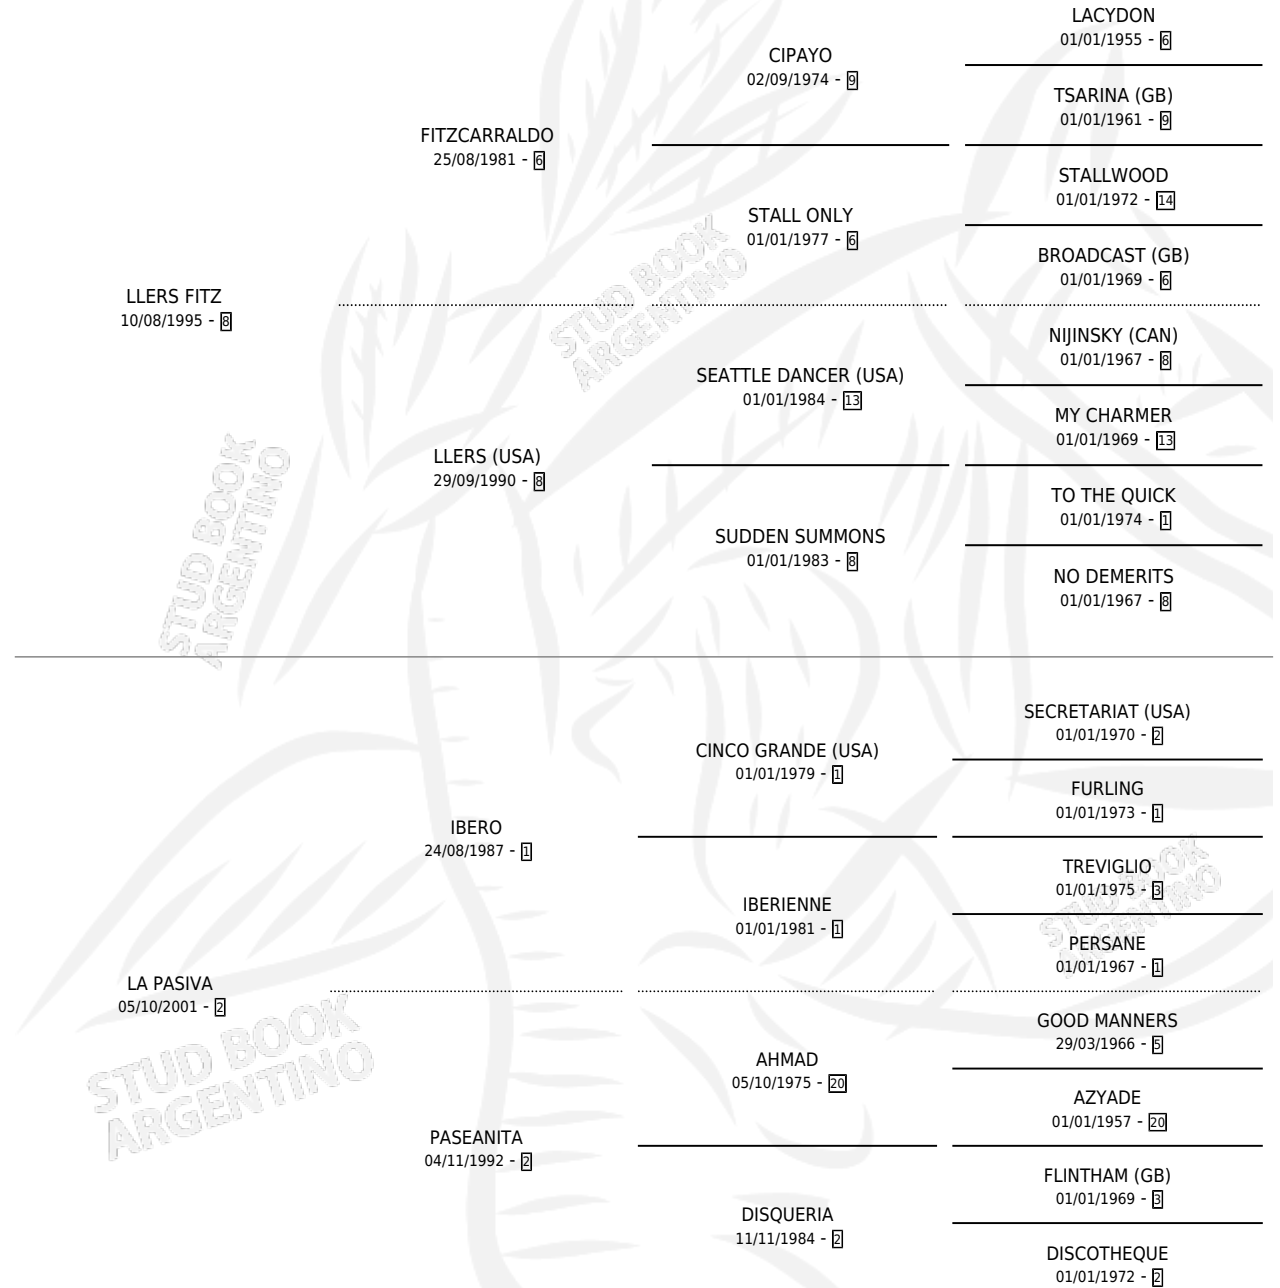 LACYDON
01/01/1955 - 6
CIPAYO
02/09/1974 - 9
TSARINA (GB)
01/01/1961 - 9
FITZCARRALDO
25/08/1981 - 6
STALLWOOD
01/01/1972 - 14
STALL ONLY
01/01/1977 - 6
BROADCAST (GB)
01/01/1969 - 6
LLERS FITZ
10/08/1995 - 8
NIJINSKY (CAN)
01/01/1967 - 8
SEATTLE DANCER (USA)
01/01/1984 - 13
MY CHARMER
01/01/1969 - 13
LLERS (USA)
29/09/1990 - 8
TO THE QUICK
01/01/1974 - 1
SUDDEN SUMMONS
01/01/1983 - 8
NO DEMERITS
01/01/1967 - 8
STUD BOOK
ARGENTINO
STUD BOOK
ARGENTINO
SECRETARIAT (USA)
01/01/1970 - 2
CINCO GRANDE (USA)
01/01/1979 - 1
FURLING
01/01/1973 - 1
IBERO
24/08/1987 - 1
TREVIGLIO
01/01/1975 - 3
IBERIENNE
01/01/1981 - 1
PERSANE
01/01/1967 - 1
LA PASIVA
05/10/2001 - 2
GOOD MANNERS
29/03/1966 - 5
AHMAD
05/10/1975 - 20
AZYADE
01/01/1957 - 20
PASEANITA
04/11/1992 - 2
FLINTHAM (GB)
01/01/1969 - 3
DISQUERIA
11/11/1984 - 2
DISCOTHEQUE
01/01/1972 - 2
STUD BOOK
ARGENTINO
STUD BOOK
ARGENTINO